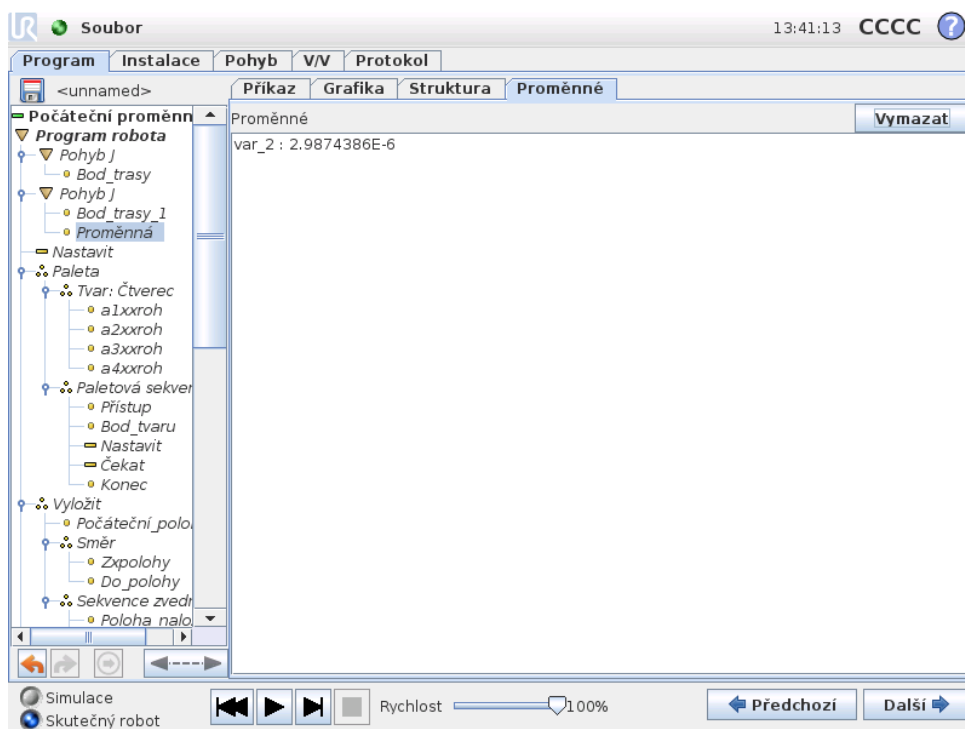 UR Soubor 13:41:13 CCCC ?
Program Instalace Pohyb V/V Protokol
<unnamed>
Příkaz Grafika Struktura Proměnné
Počáteční proměnn
Program robota
Pohyb J
Bod_trasy
Pohyb J
Bod_trasy_1
Proměnná
Nastavit
Paleta
Tvar: Čtverec
a1xxroh
a2xxroh
a3xxroh
a4xxroh
Paletová sekver
Přístup
Bod_tvaru
Nastavit
Čekat
Konec
Vyložit
Počáteční_polo
Směr
Zxpolohy
Do_polohy
Sekvence zvedr
Poloha_nalo
Proměnné Vymazat
var_2 : 2.9874386E-6
Simulace
Skutečný robot
Rychlost 100%
Předchozí Další